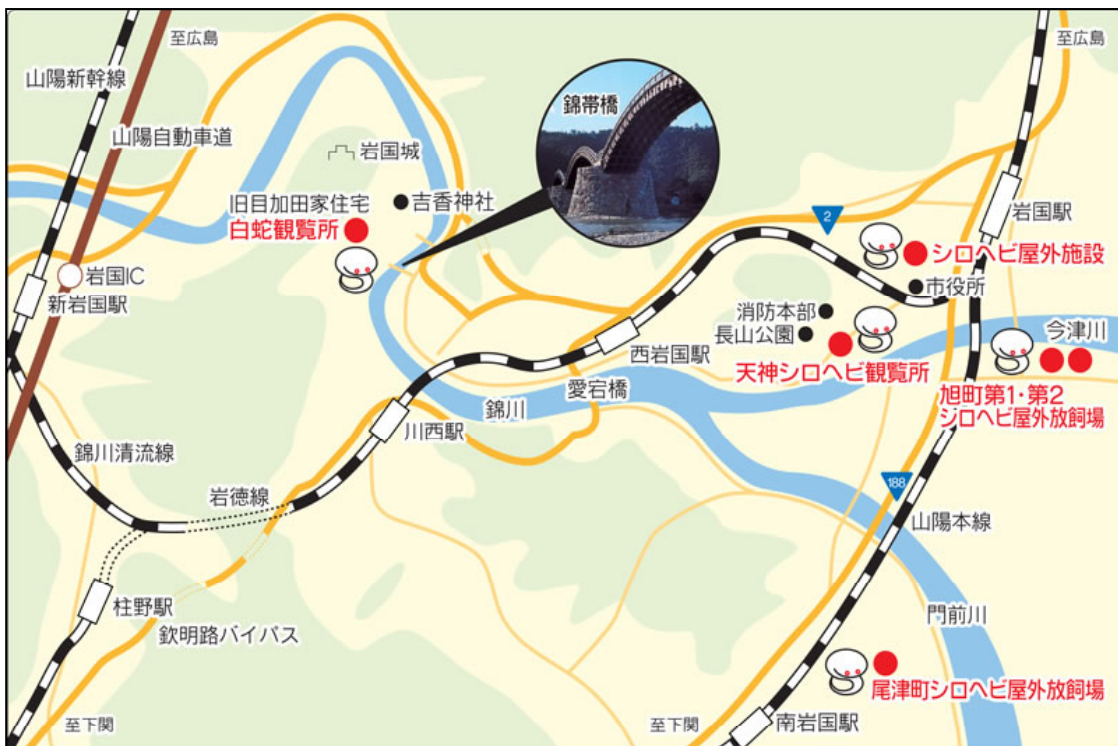 至広島
至広島
山陽新幹線
錦帯橋
山陽自動車道
岩国城
旧目加田家住宅
吉香神社
白蛇観覧所
岩国駅
2
シロヘビ屋外施設
岩国IC
市役所
新岩国駅
消防本部
長山公園
今津川
西岩国駅
天神シロヘビ観覧所
愛宕橋
旭町第1・第2
シロヘビ屋外放飼場
錦川
川西駅
錦川清流線
188
岩徳線
山陽本線
柱野駅
門前川
欽明路バイパス
尾津町シロヘビ屋外放飼場
至下関
至下関
南岩国駅